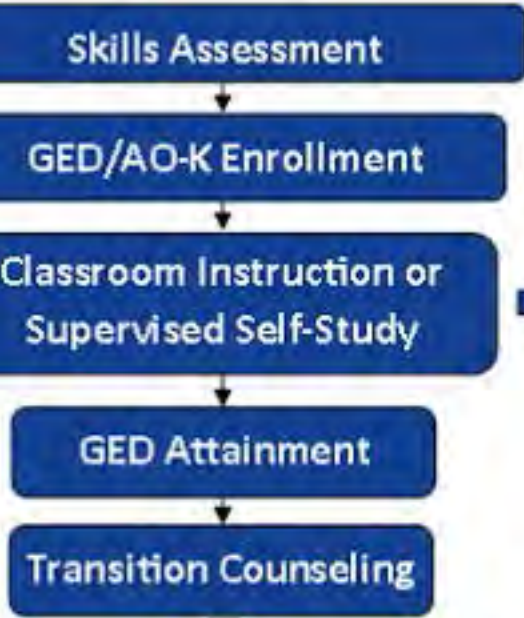 Skills Assessment
GED/AO-K Enrollment
Classroom Instruction or
Supervised Self-Study
GED Attainment
Transition Counseling